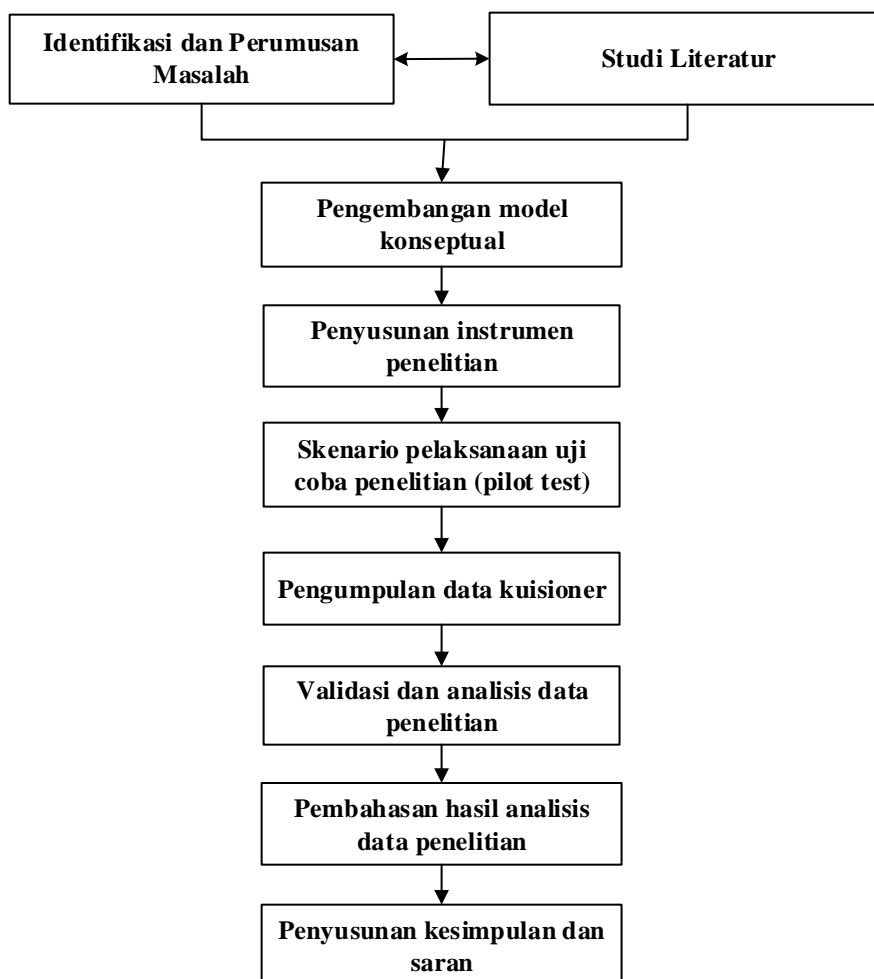 Identifikasi dan Perumusan
Masalah
Studi Literatur
Pengembangan model
konseptual
Penyusunan instrumen
penelitian
Skenario pelaksanaan uji
coba penelitian (pilot test)
Pengumpulan data kuisioner
Validasi dan analisis data
penelitian
Pembahasan hasil analisis
data penelitian
Penyusunan kesimpulan dan
saran